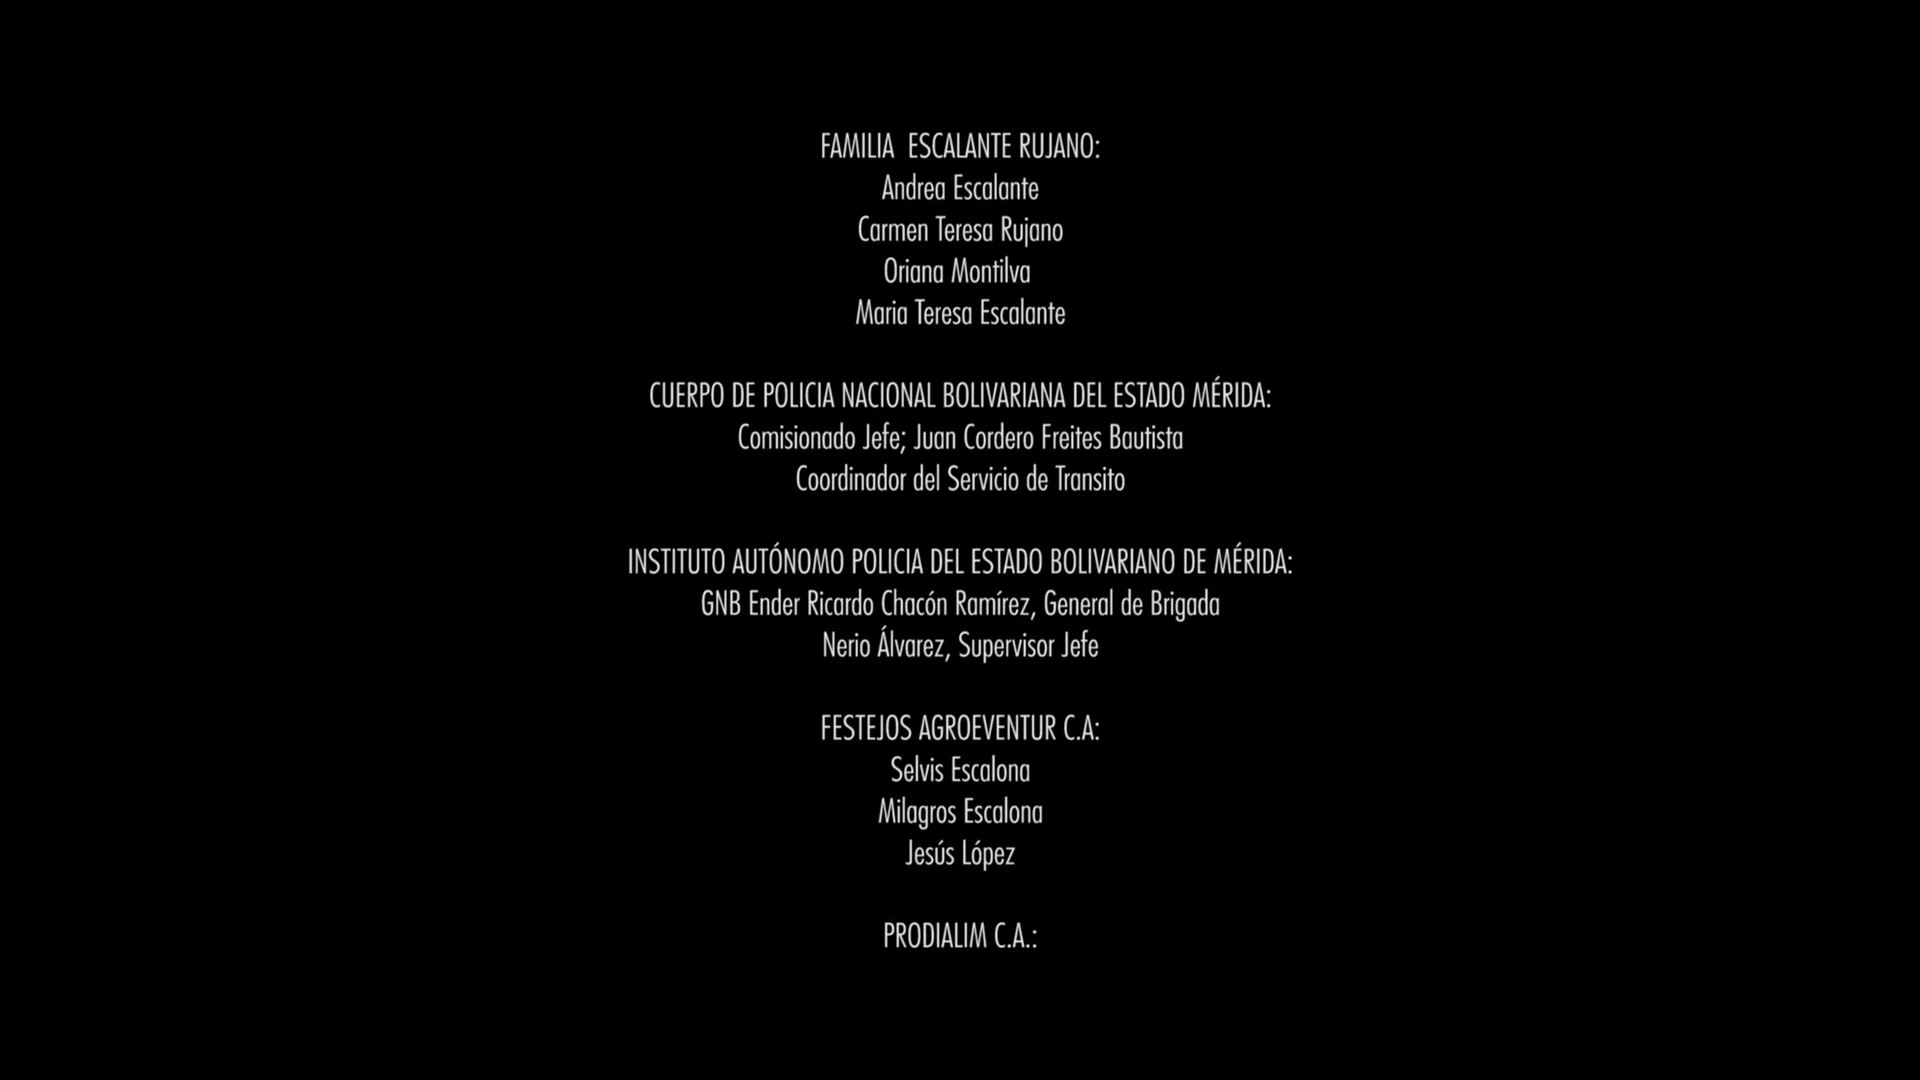 FAMILIA  ESCALANTE RUJANO:
Andrea Escalante
Carmen Teresa Rujano
Oriana Montilva
Maria Teresa Escalante
CUERPO DE POLICIA NACIONAL BOLIVARIANA DEL ESTADO MÉRIDA:
Comisionado Jefe; Juan Cordero Freites Bautista
Coordinador del Servicio de Transito
INSTITUTO AUTÓNOMO POLICIA DEL ESTADO BOLIVARIANO DE MÉRIDA:
GNB Ender Ricardo Chacón Ramírez, General de Brigada
Nerio Álvarez, Supervisor Jefe
FESTEJOS AGROEVENTUR C.A:
Selvis Escalona
Milagros Escalona
Jesús López
PRODIALIM C.A.: